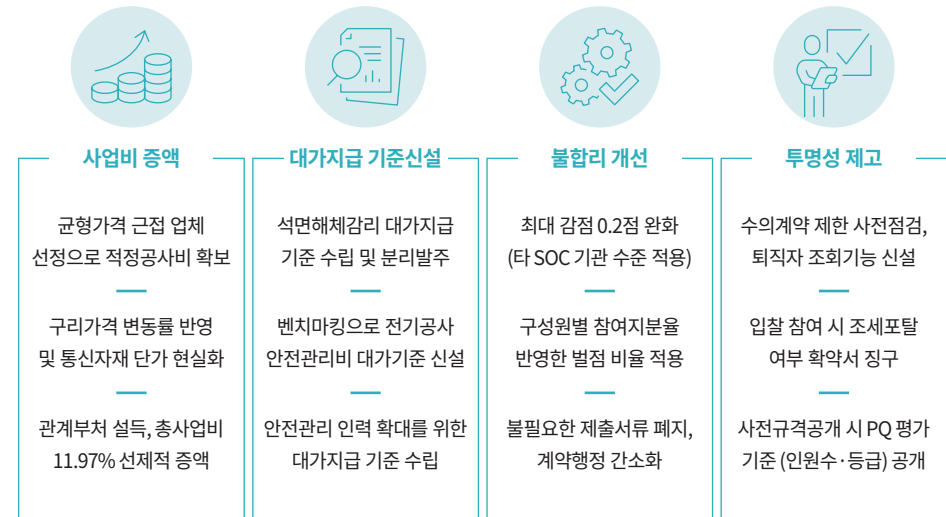 사업비 증액
균형가격 근접 업체
선정으로 적정공사비 확보
구리가격 변동률 반영
및 통신자재 단가 현실화
관계부처 설득, 총사업비
11.97% 선제적 증액
대가지급 기준신설
석면해체감리 대가지급
기준 수립 및 분리발주
벤치마킹으로 전기공사
안전관리비 대가기준 신설
안전관리 인력 확대를 위한
대가지급 기준 수립
불합리 개선
최대 감점 0.2점 완화
(타 SOC 기관 수준 적용)
구성원별 참여지분율
반영한 벌점 비율 적용
불필요한 제출서류 폐지,
계약행정 간소화
투명성 제고
수의계약 제한 사전점검,
퇴직자 조회기능 신설
입찰 참여 시 조세포탈
여부 확약서 징구
사전규격공개 시 PQ 평가
기준 (인원수·등급) 공개